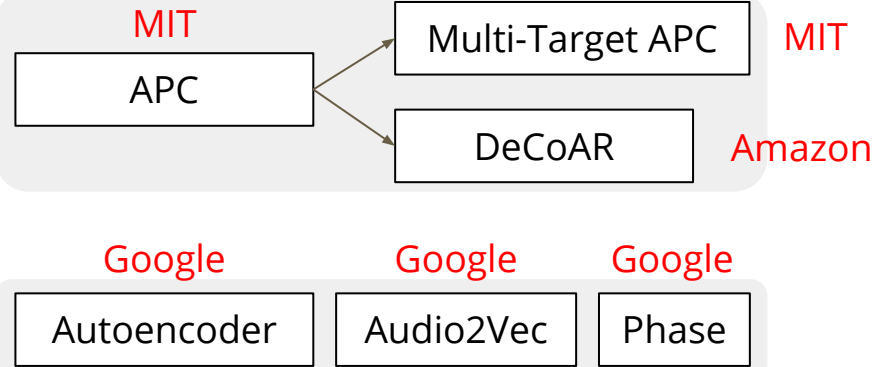 MIT
Multi-Target APC MIT
APC
DeCoAR Amazon
Google Google Google
Autoencoder Audio2Vec Phase